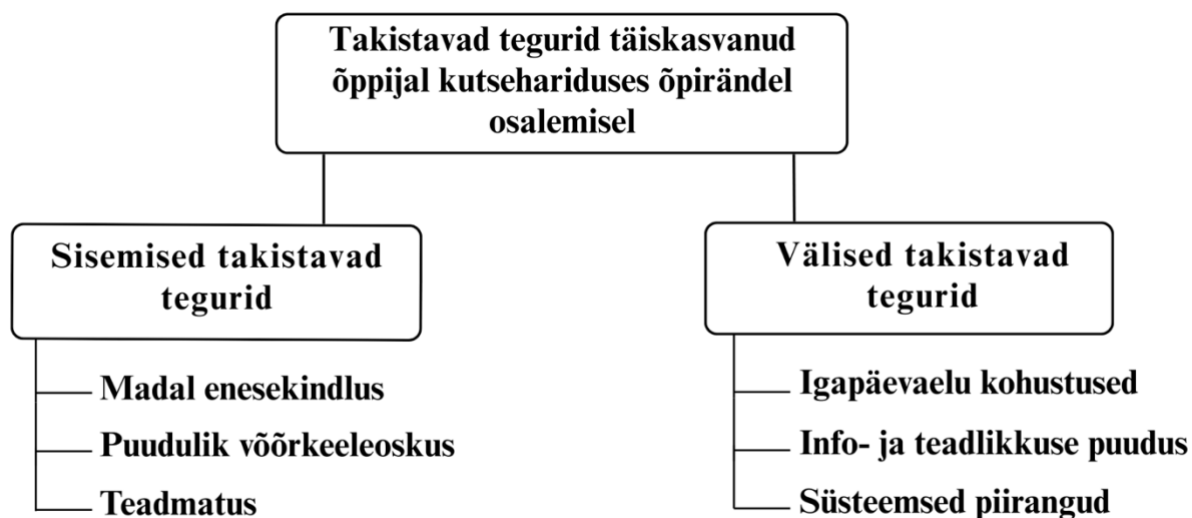 Takistavad tegurid täiskasvanud
õppijal kutsehariduses õpirändel
osalemisel
Sisemised takistavad
tegurid
Madal enesekindlus
Puudulik võõrkeeleoskus
Teadmatus
Välised takistavad
tegurid
Igapäevaelu kohustused
Info- ja teadlikkuse puudus
Süsteemsed piirangud